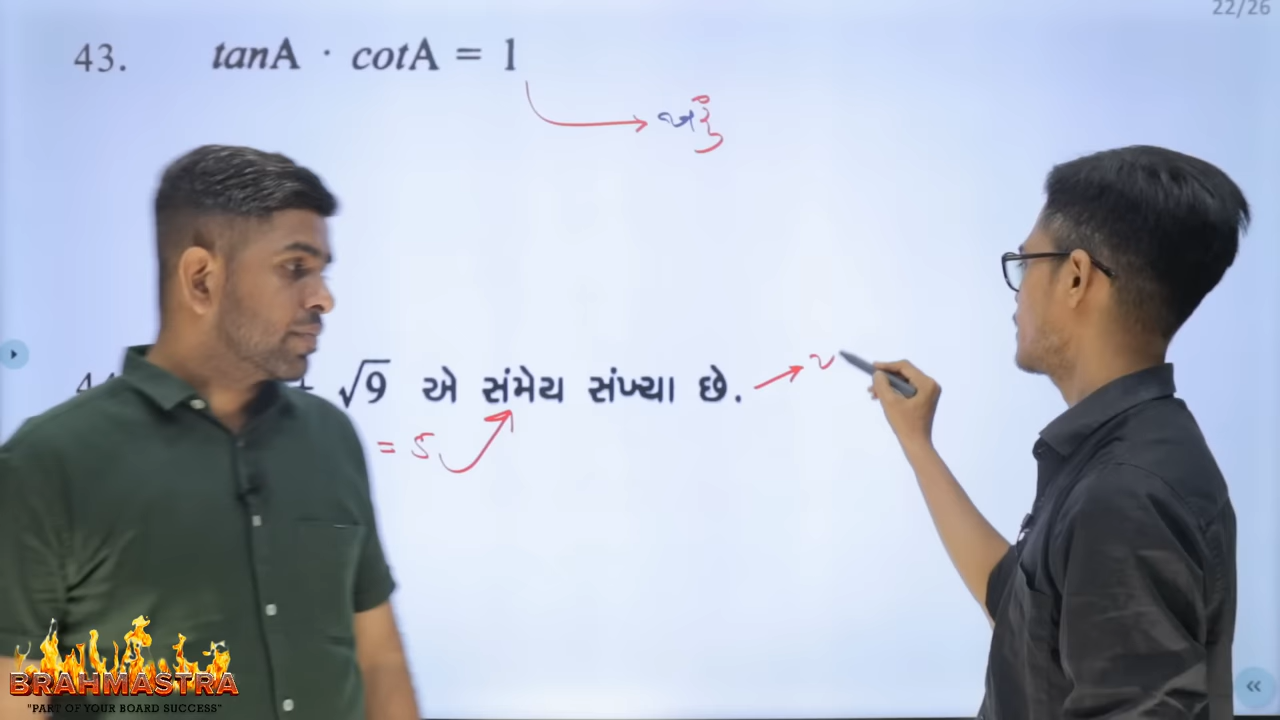 22/26
43. tanA · cotA = 1
ખરું
√9 એ સંમેય સંખ્યા છે.
= 5
BRAHMASTRA
"PART OF YOUR BOARD SUCCESS"